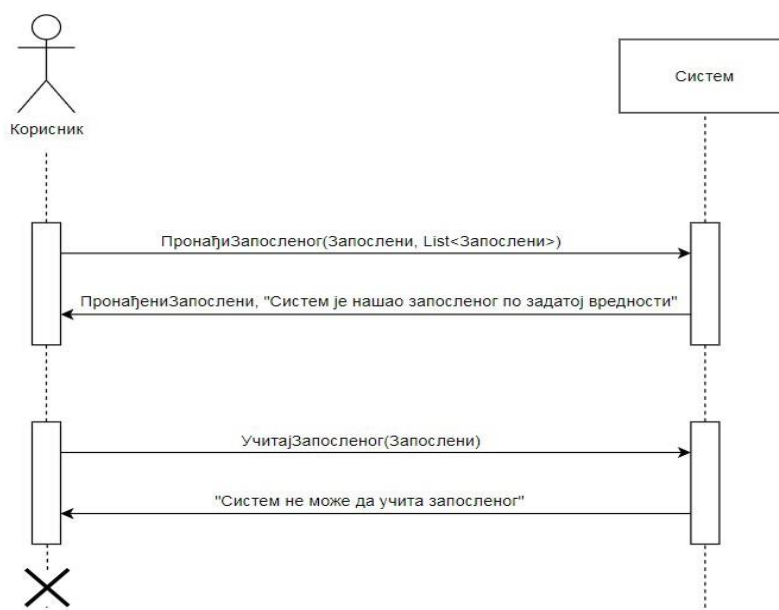 Систем
Корисник
ПронађиЗапосленог(Запослени, List<Запослени>)
ПронађениЗапослени, "Систем је нашао запосленог по задатој вредности"
УчитајЗапосленог(Запослени)
"Систем не може да учита запосленог"